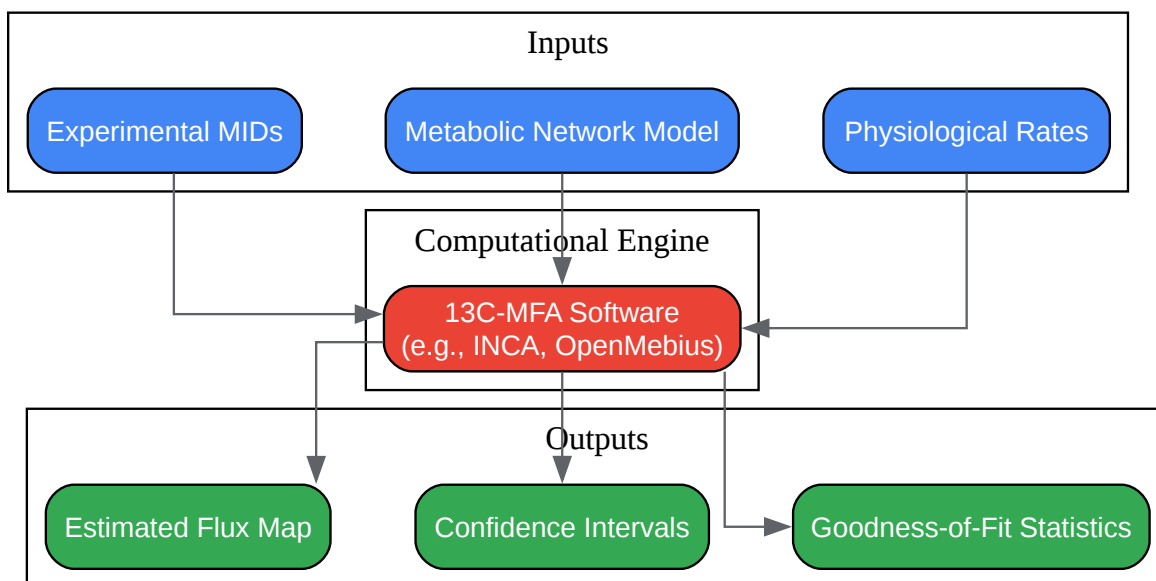 Inputs
Experimental MIDs
Metabolic Network Model
Physiological Rates
Computational Engine
13C-MFA Software
(e.g., INCA, OpenMebius)
Outputs
Estimated Flux Map
Confidence Intervals
Goodness-of-Fit Statistics